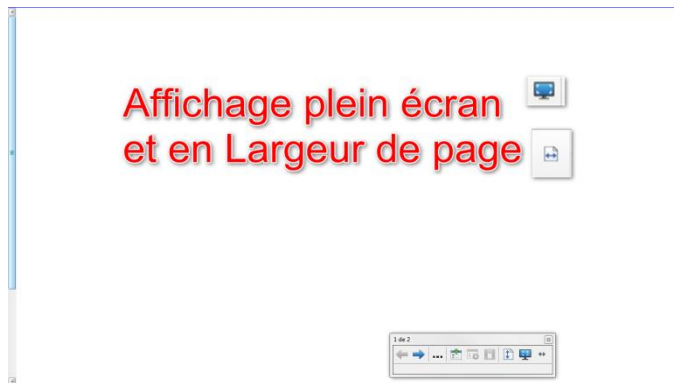 Affichage plein écran
et en Largeur de page
1 de 2